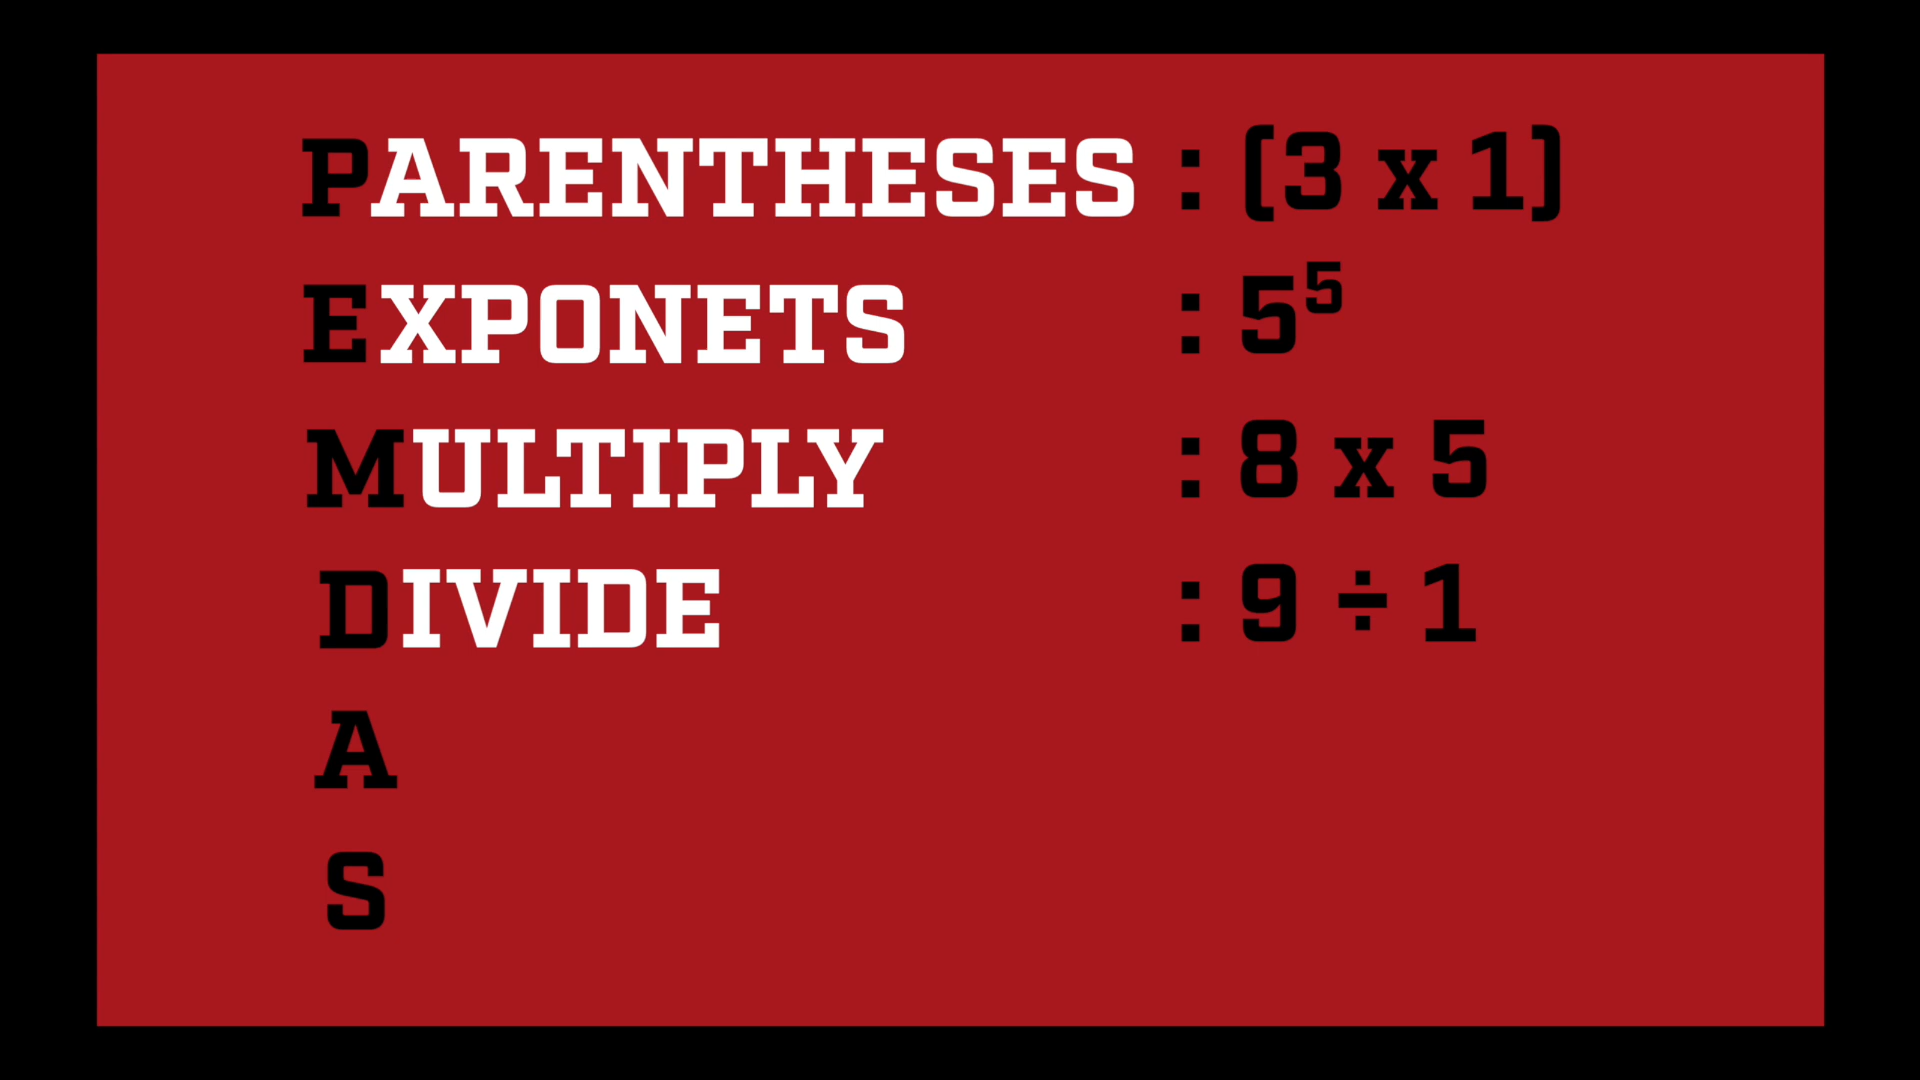 PARENTHESES : (3 x 1)
EXPONETS : 5⁵
MULTIPLY : 8 x 5
DIVIDE : 9 ÷ 1
A
S